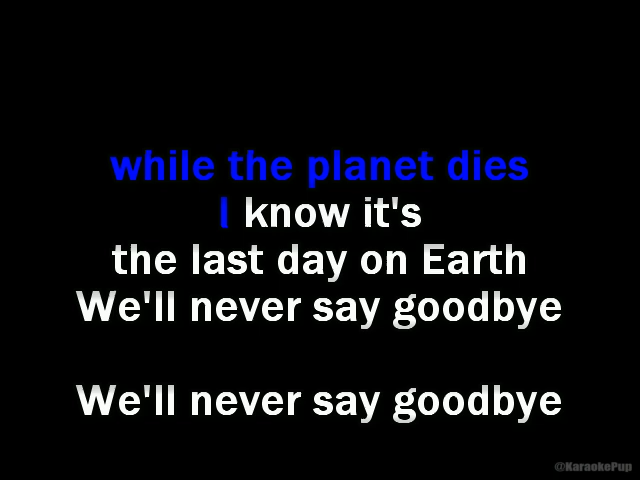 while the planet dies
I know it's
the last day on Earth
We'll never say goodbye
We'll never say goodbye
@KaraokePup